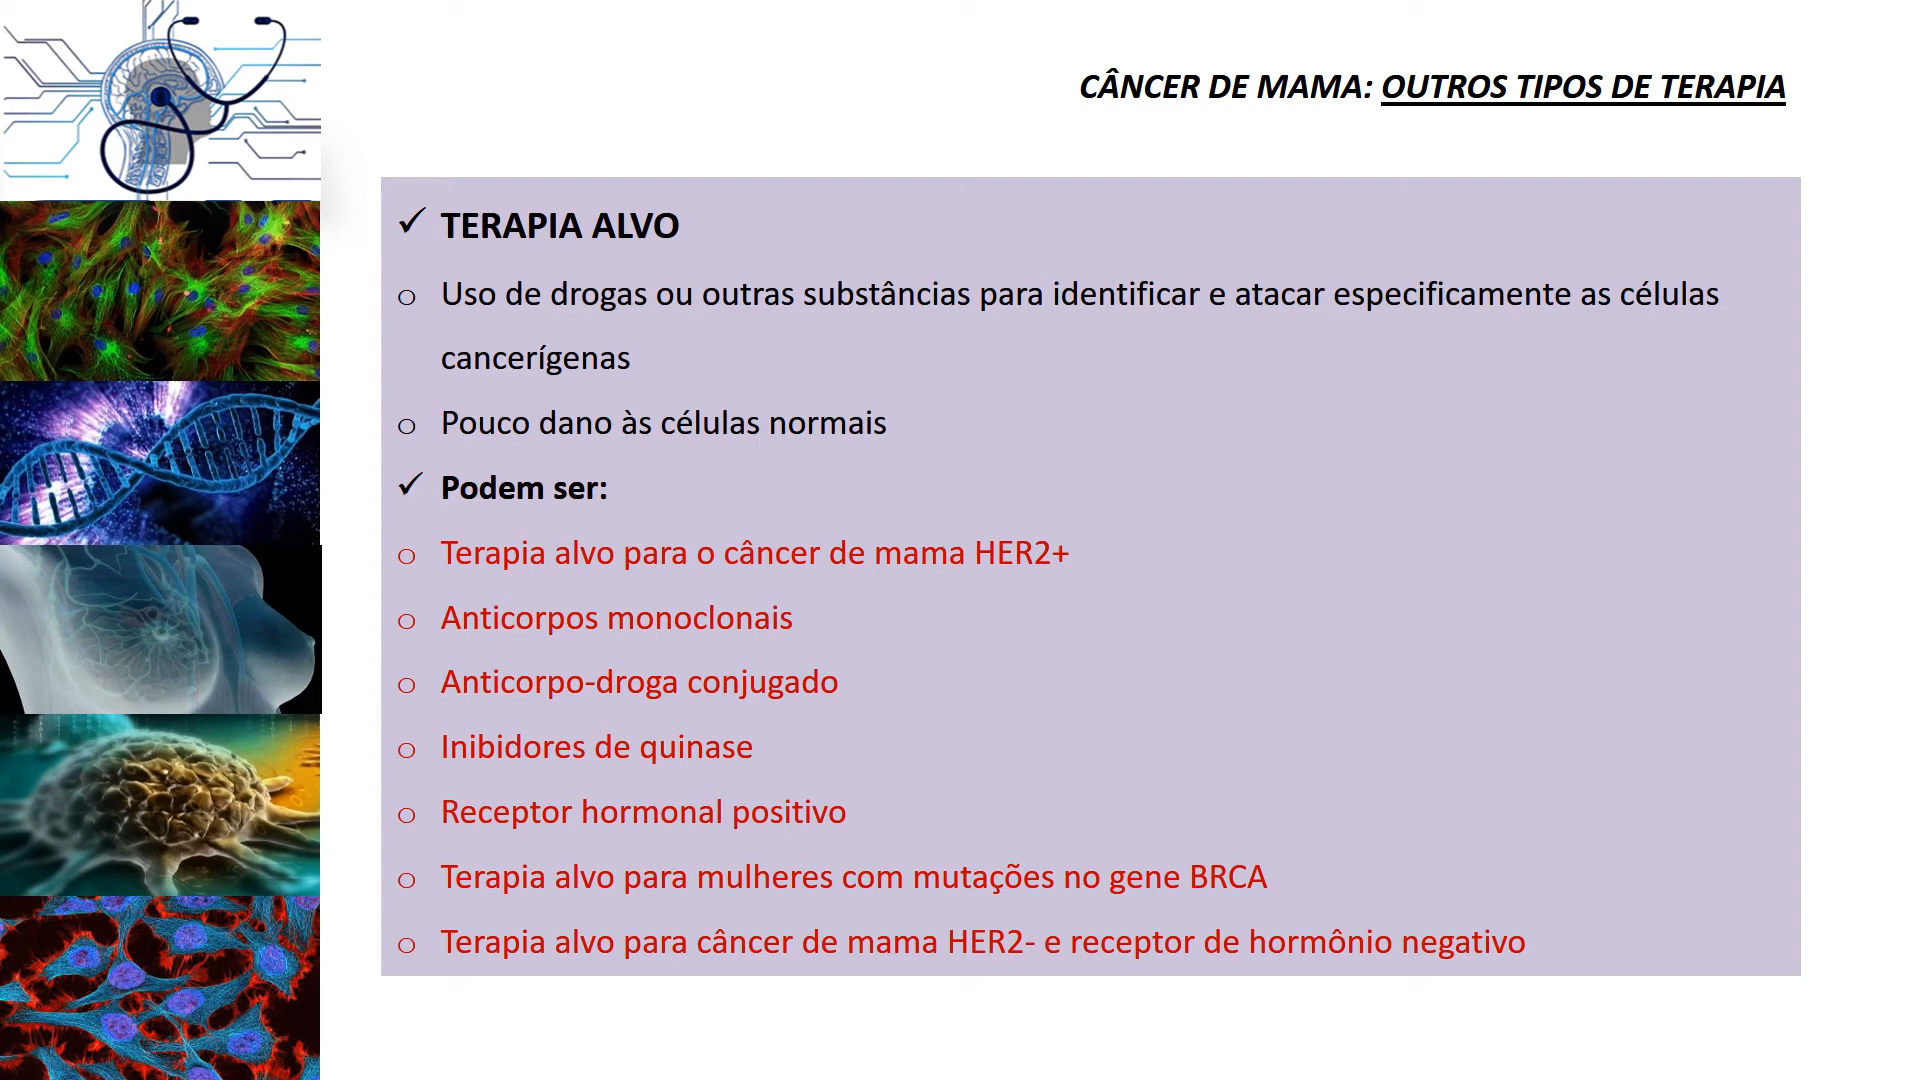 CÂNCER DE MAMA: OUTROS TIPOS DE TERAPIA
✓ TERAPIA ALVO
o Uso de drogas ou outras substâncias para identificar e atacar especificamente as células
cancerígenas
o Pouco dano às células normais
✓ Podem ser:
o Terapia alvo para o câncer de mama HER2+
o Anticorpos monoclonais
o Anticorpo-droga conjugado
o Inibidores de quinase
o Receptor hormonal positivo
o Terapia alvo para mulheres com mutações no gene BRCA
o Terapia alvo para câncer de mama HER2- e receptor de hormônio negativo